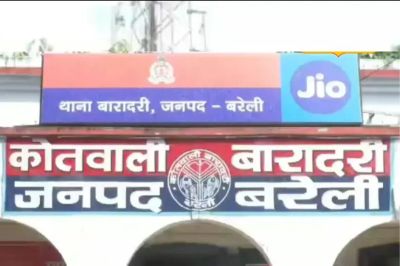 थाना बारादरी, जनपद - बरेली
Jio
कोतवाली बारादरी
जनपद बरेली